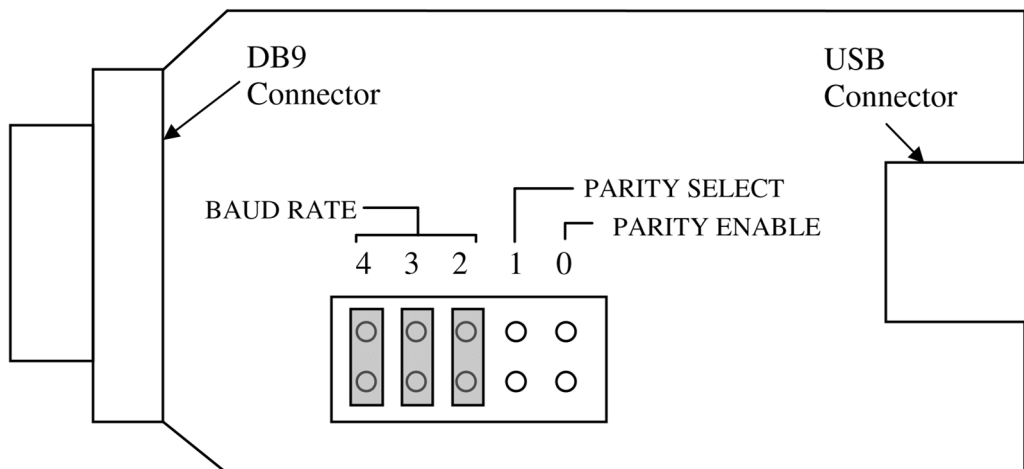 DB9
Connector
USB
Connector
PARITY SELECT
BAUD RATE
PARITY ENABLE
4 3 2 1 0